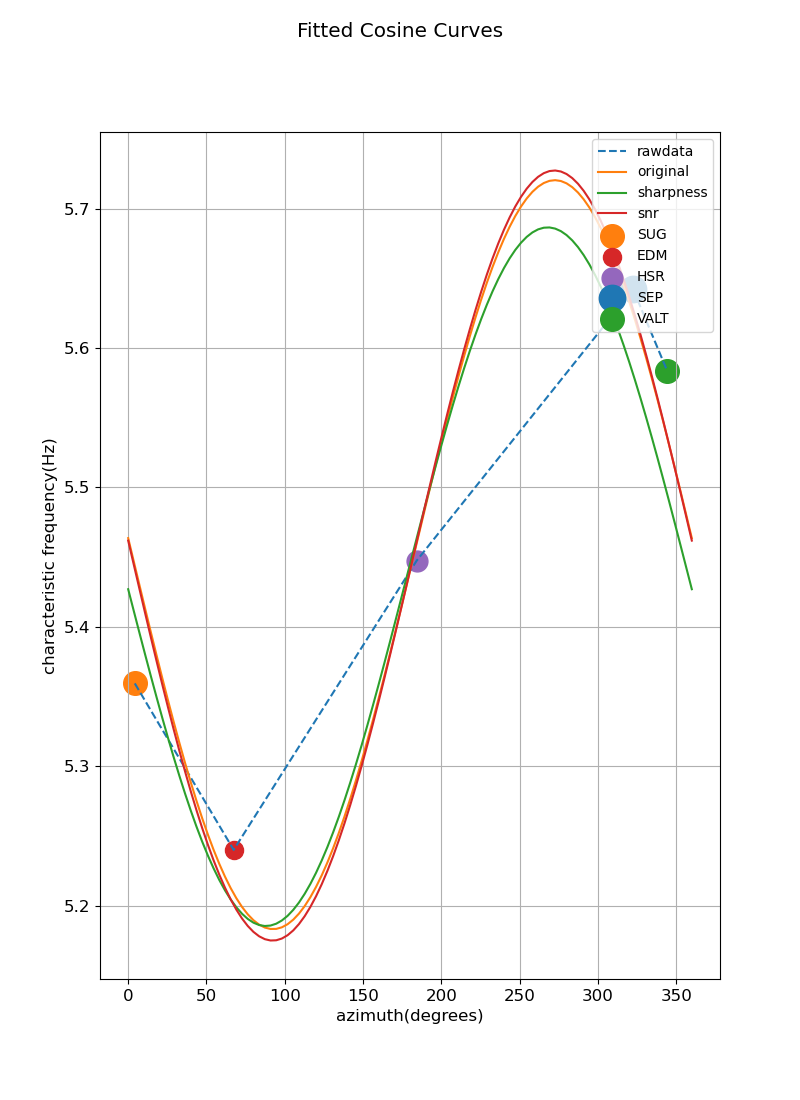 Fitted Cosine Curves
rawdata
original
sharpness
snr
SUG
EDM
HSR
SEP
VALT
5.7
5.6
5.5
5.4
5.3
5.2
characteristic frequency(Hz)
0 50 100 150 200 250 300 350
azimuth(degrees)